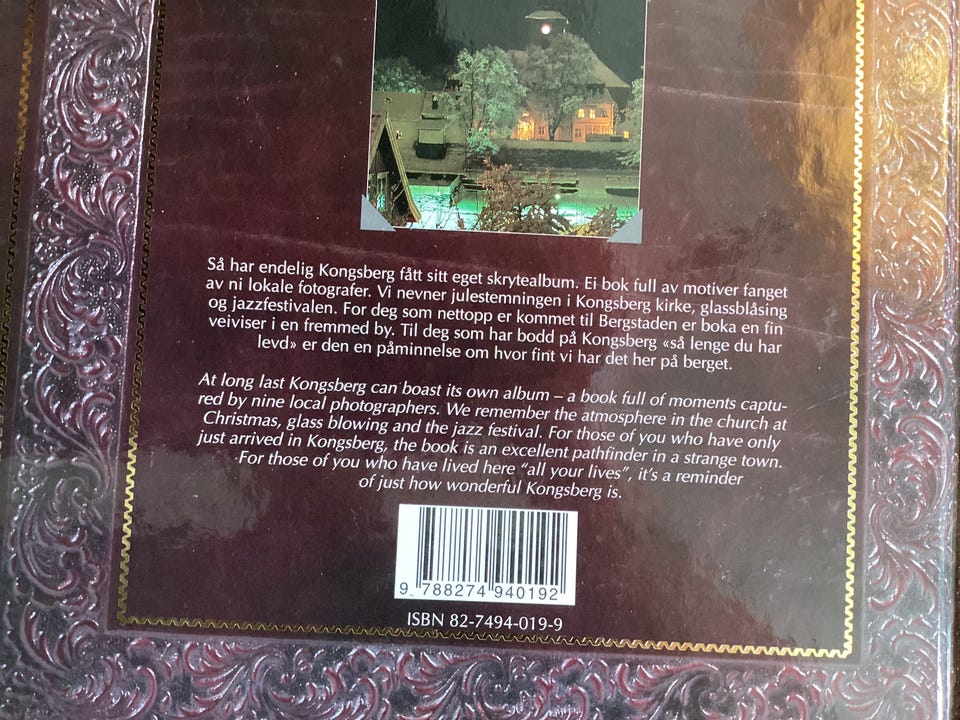 Så har endelig Kongsberg fått sitt eget skrytealbum. Ei bok full av motiver fanget
av ni lokale fotografer. Vi nevner julestemningen i Kongsberg kirke, glassblåsing
og jazzfestivalen. For deg som nettopp er kommet til Bergstaden er boka en fin
veiviser i en fremmed by. Til deg som har bodd på Kongsberg «så lenge du har
levd» er den en påminnelse om hvor fint vi har det her på berget.
At long last Kongsberg can boast its own album – a book full of moments captu-
red by nine local photographers. We remember the atmosphere in the church at
Christmas, glass blowing and the jazz festival. For those of you who have only
just arrived in Kongsberg, the book is an excellent pathfinder in a strange town.
For those of you who have lived here “all your lives”, it’s a reminder
of just how wonderful Kongsberg is.
9 788274 940192
ISBN 82-7494-019-9